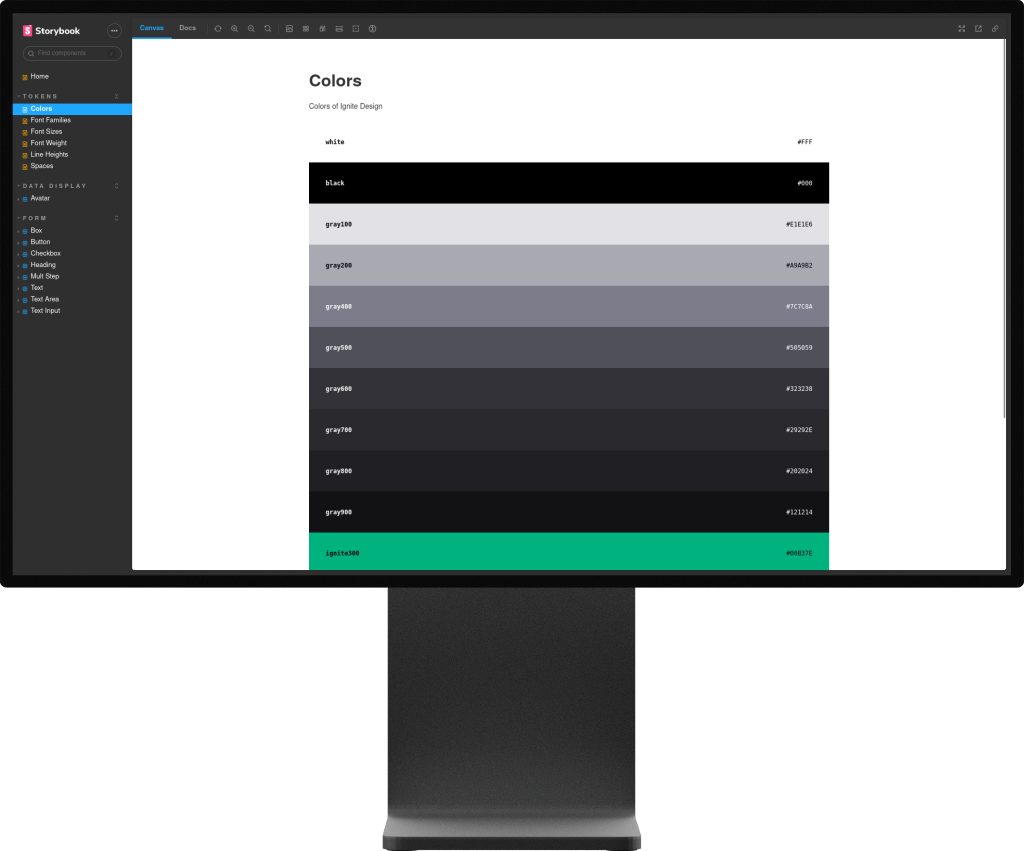 Storybook
Find components
/
Home
TOKENS
Colors
Font Families
Font Sizes
Font Weight
Line Heights
Spaces
DATA DISPLAY
Avatar
FORM
Box
Button
Checkbox
Heading
Mult Step
Text
Text Area
Text Input
Canvas Docs
Colors
Colors of Ignite Design
white #FFF
black #000
gray100 #E1E1E6
gray200 #A9A9B2
gray400 #7C7C8A
gray500 #505059
gray600 #323238
gray700 #29292E
gray800 #202024
gray900 #121214
ignite300 #00B37E